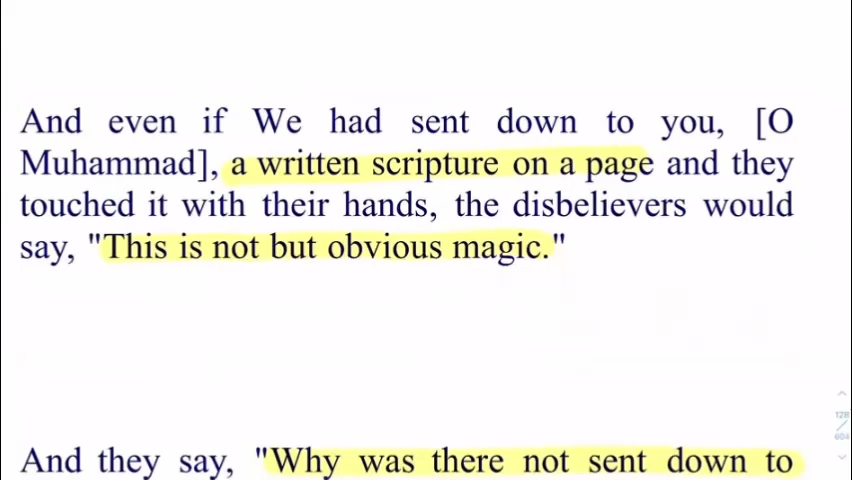 And even if We had sent down to you, [O
Muhammad], a written scripture on a page and they
touched it with their hands, the disbelievers would
say, "This is not but obvious magic."
And they say, "Why was there not sent down to
128
/
604